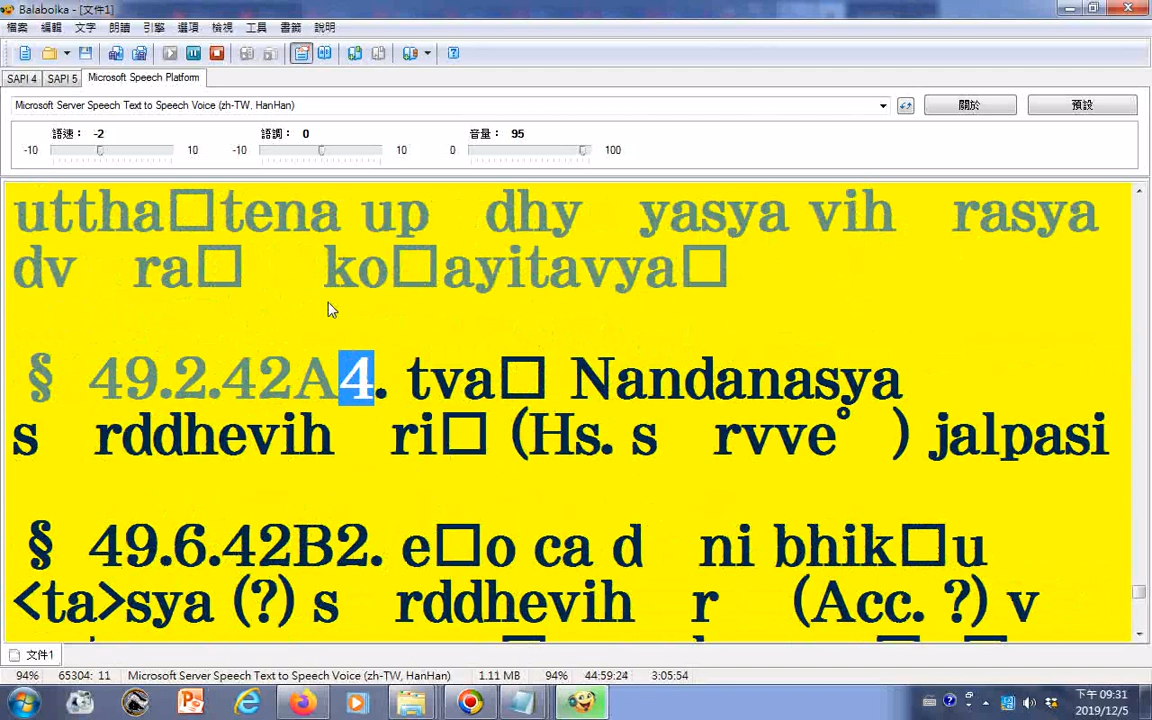 Balabolka - [文件1]
檔案 編輯 文字 朗讀 引擎 選項 檢視 工具 書籤 說明
SAPI 4 SAPI 5 Microsoft Speech Platform
Microsoft Server Speech Text to Speech Voice (zh-TW, HanHan) 關於 預設
語速： -2 語調： 0 音量： 95
-10 10 -10 10 0 100
uttha□tena up dhy yasya vih rasya
dv ra□ ko□ayitavya□
§ 49.2.42A4. tva□ Nandanasya
s rddhevih ri□ (Hs. s rvve° ) jalpasi
§ 49.6.42B2. e□o ca d ni bhik□u
<ta>sya (?) s rddhevih r (Acc. ?) v
文件1
94% 65304: 11 Microsoft Server Speech Text to Speech Voice (zh-TW, HanHan) 1.11 MB 94% 44:59:24 3:05:54
下午 09:31
2019/12/5